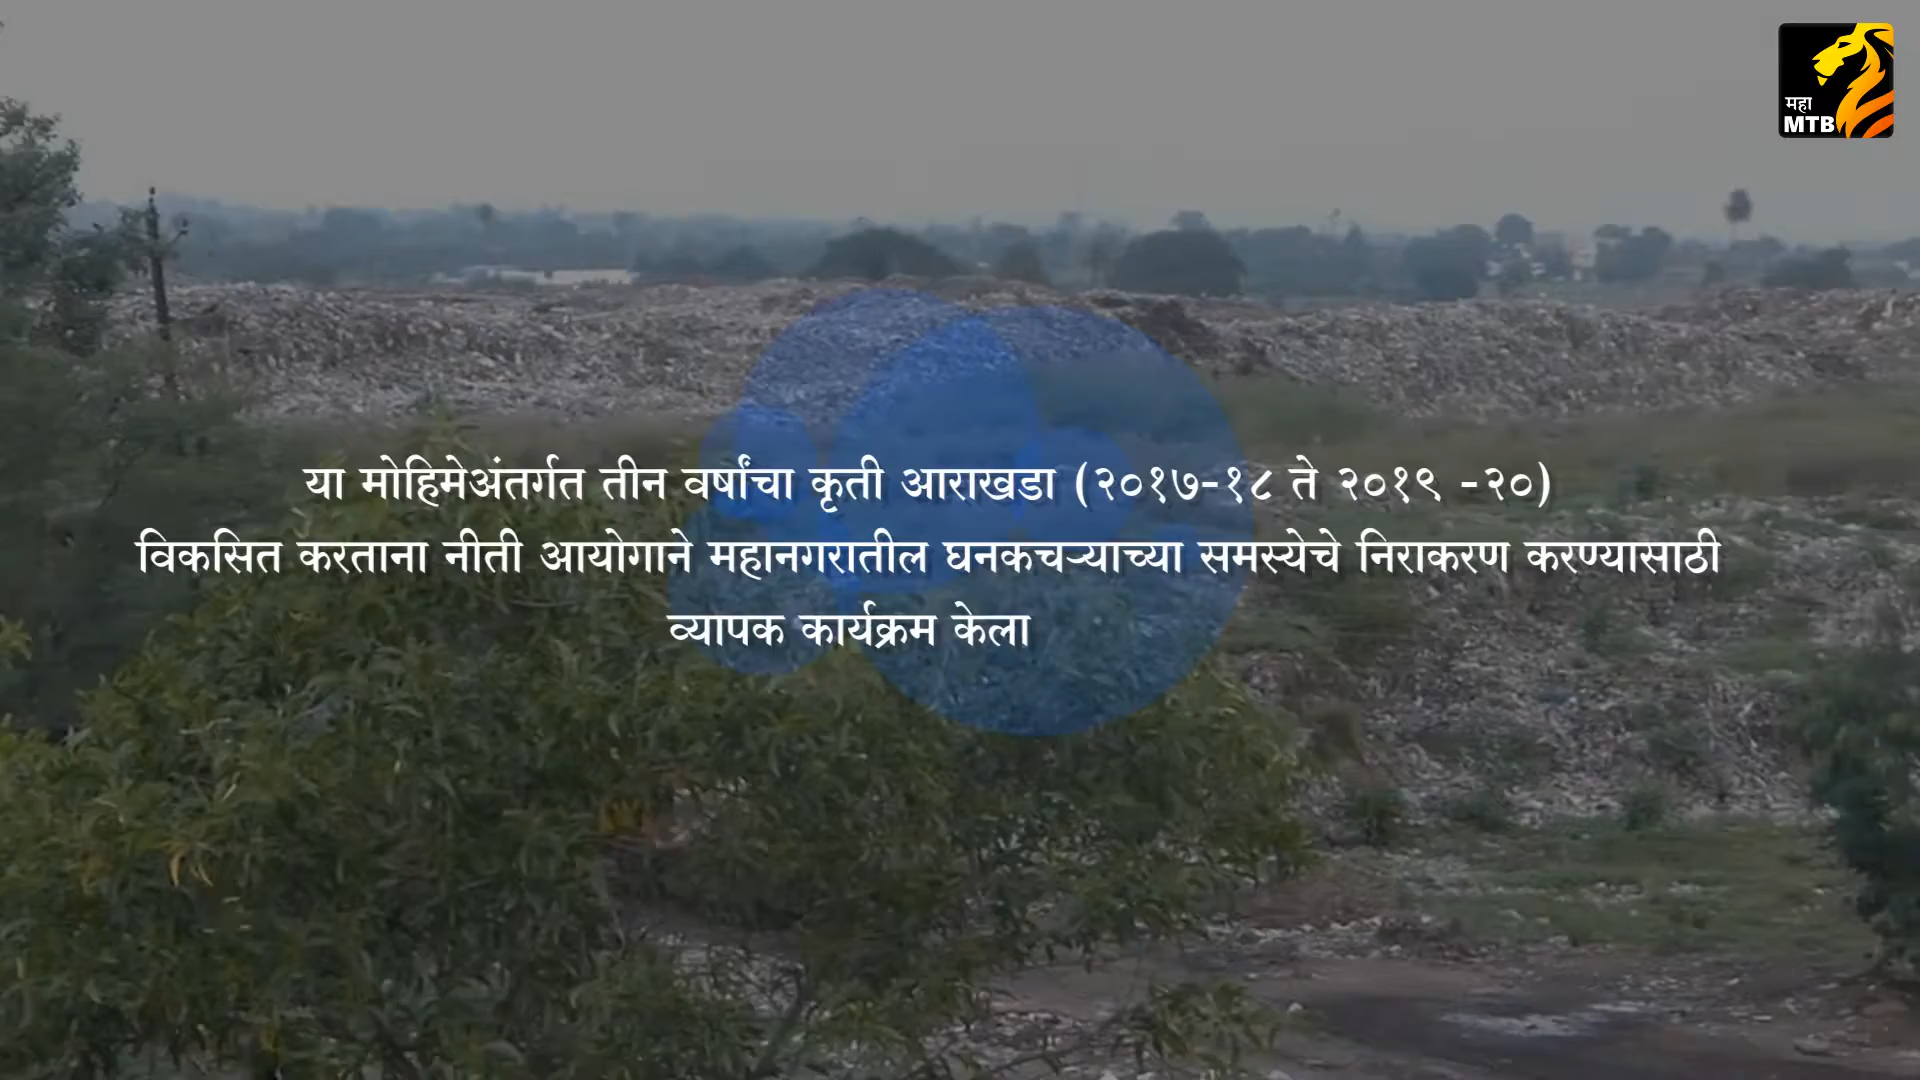 महा
MTB
या मोहिमेअंतर्गत तीन वर्षांचा कृती आराखडा (२०१७-१८ ते २०१९ -२०)
विकसित करताना नीती आयोगाने महानगरातील घनकचऱ्याच्या समस्येचे निराकरण करण्यासाठी
व्यापक कार्यक्रम केला